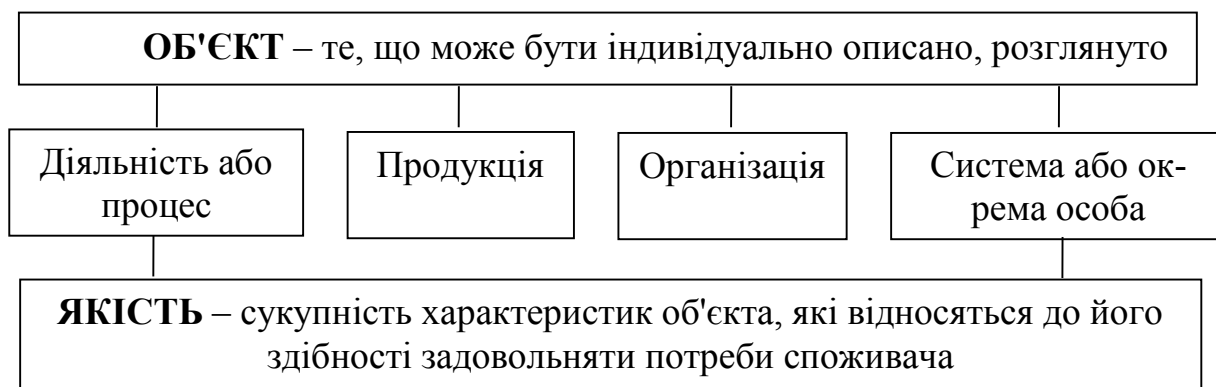 ОБ'ЄКТ – те, що може бути індивідуально описано, розглянуто
Діяльність або
процес
Продукція
Організація
Система або ок-
рема особа
ЯКІСТЬ – сукупність характеристик об'єкта, які відносяться до його
здібності задовольняти потреби споживача